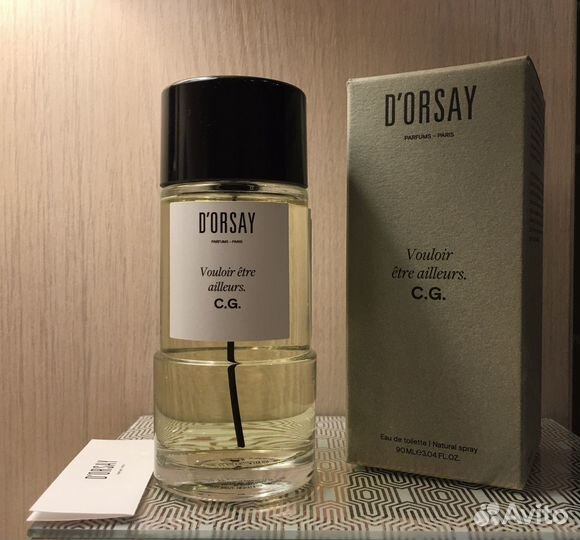 D'ORSAY
PARFUMS – PARIS
Vouloir être
ailleurs.
C.G.
D'ORSAY
PARFUMS – PARIS
Vouloir
être ailleurs.
C.G.
Eau de toilette | Natural spray
90 ML ℮ 3.04 FL.OZ.
D'ORSAY
Avito